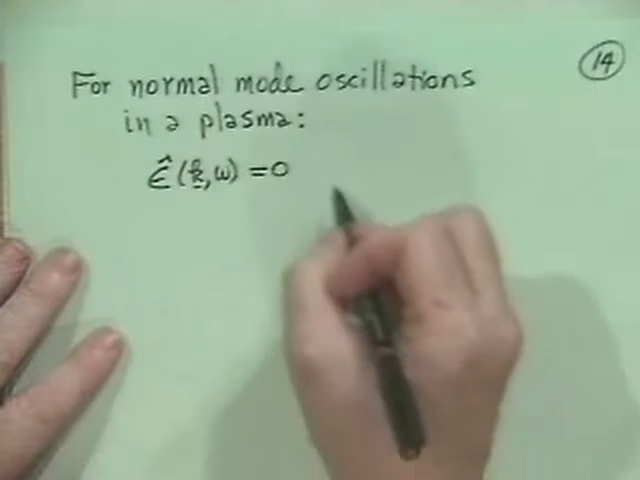 14
For normal mode oscillations
in a plasma:
ε̂(k̲,ω) = 0